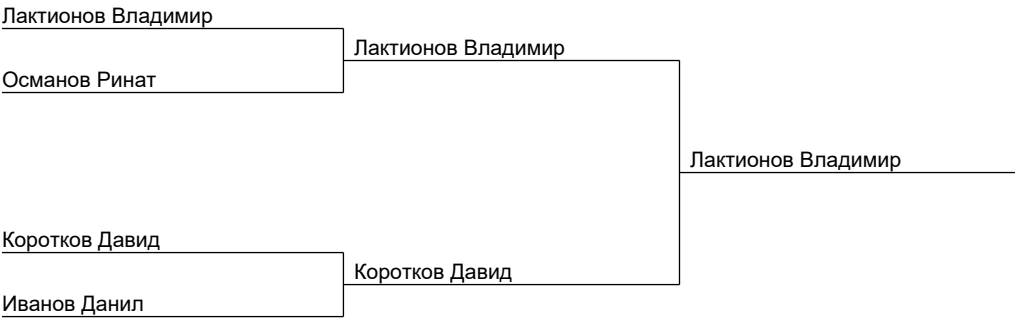 Лактионов Владимир
Лактионов Владимир
Османов Ринат
Лактионов Владимир
Коротков Давид
Коротков Давид
Иванов Данил